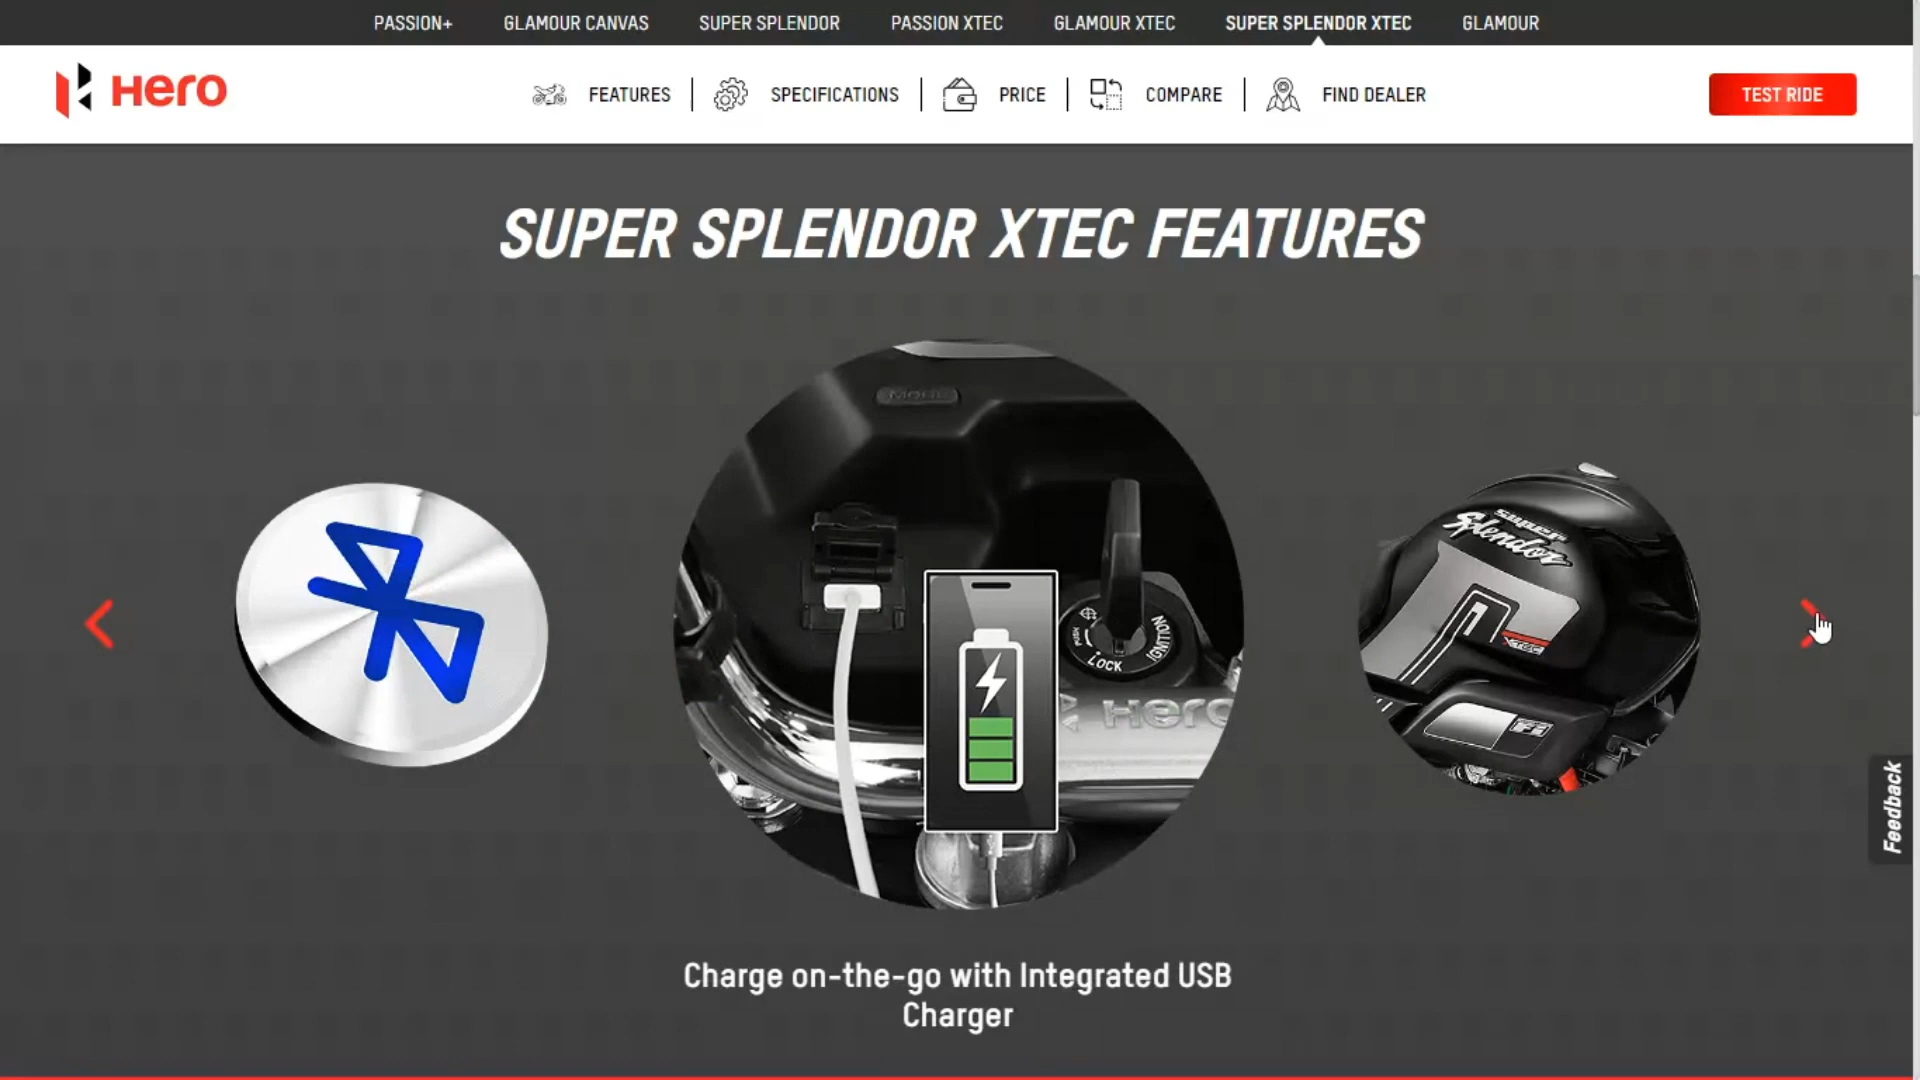 PASSION+ GLAMOUR CANVAS SUPER SPLENDOR PASSION XTEC GLAMOUR XTEC SUPER SPLENDOR XTEC GLAMOUR
Hero FEATURES SPECIFICATIONS PRICE COMPARE FIND DEALER TEST RIDE
SUPER SPLENDOR XTEC FEATURES
super
Splendor
XTEC
IGNITION
LOCK
PUSH
Hero
Fi
Feedback
Charge on-the-go with Integrated USB
Charger